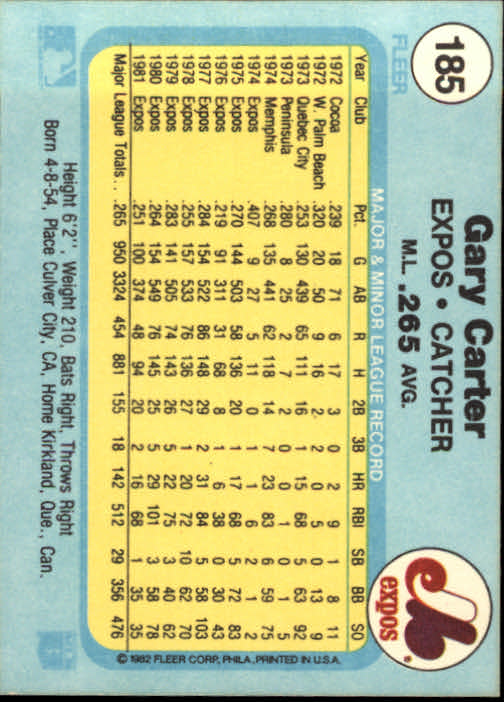 185
FLEER
Gary Carter
EXPOS • CATCHER
M.L. .265 AVG.
expos
MAJOR & MINOR LEAGUE RECORD
Year Club Pct. G AB R H 2B 3B HR RBI SB BB SO
1972 Cocoa .239 18 71 6 17 3 0 2 9 1 8 11
1972 W. Palm Beach .320 20 50 9 16 2 0 0 5 0 13 9
1973 Quebec City .253 130 439 65 111 16 1 15 68 5 63 92
1973 Peninsula .280 8 25 2 7 2 0 0 1 0 1 5
1974 Memphis .268 135 441 62 118 14 7 23 83 6 59 75
1974 Expos .407 9 27 5 11 0 1 1 6 2 1 2
1975 Expos .270 144 503 58 136 20 1 17 68 5 72 83
1976 Expos .219 91 311 31 68 8 1 6 38 0 30 43
1977 Expos .284 154 522 86 148 29 2 31 84 5 58 103
1978 Expos .255 157 533 76 136 27 1 20 72 10 62 70
1979 Expos .283 141 505 74 143 26 5 22 75 3 40 62
1980 Expos .264 154 549 76 145 25 5 29 101 3 58 78
1981 Expos .251 100 374 48 94 20 2 16 68 1 35 35
Major League Totals... .265 950 3324 454 881 155 18 142 512 29 356 476
© 1982 FLEER CORP., PHILA., PRINTED IN U.S.A.
Height 6'2", Weight 210, Bats Right, Throws Right
Born 4-8-54, Place Culver City, CA, Home Kirkland, Que., Can.